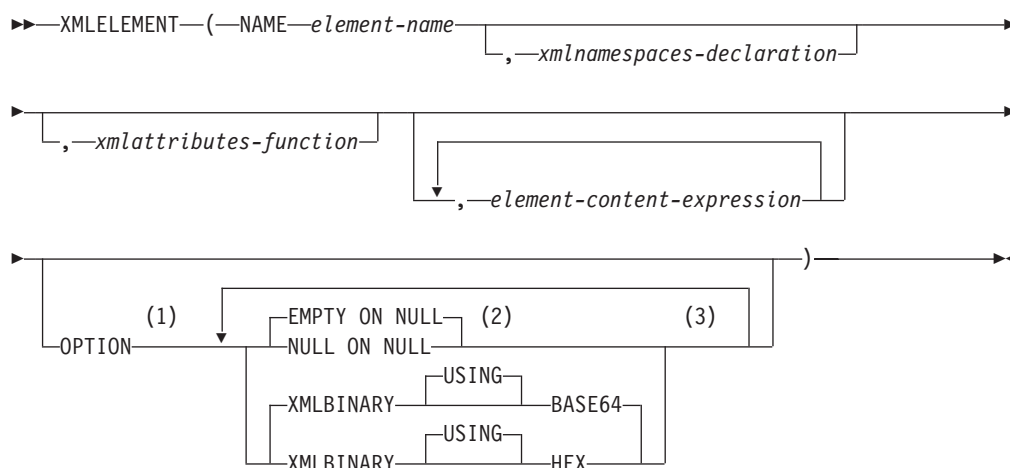 XMLELEMENT ( NAME element-name
, xmlnamespaces-declaration
, xmlattributes-function
, element-content-expression
)
(1) EMPTY ON NULL (2) (3)
OPTION NULL ON NULL
USING
XMLBINARY BASE64
USING
XMLBINARY HEX